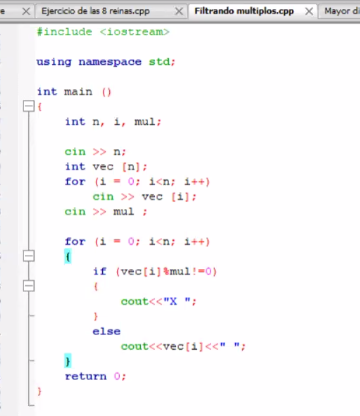 e X Ejercicio de las 8 reinas.cpp X Filtrando multiplos.cpp X Mayor di
#include <iostream>
using namespace std;
int main ()
{
int n, i, mul;
cin >> n;
int vec [n];
for (i = 0; i<n; i++)
cin >> vec [i];
cin >> mul ;
for (i = 0; i<n; i++)
{
if (vec[i]%mul!=0)
{
cout<<"X ";
}
else
cout<<vec[i]<<" ";
}
return 0;
}